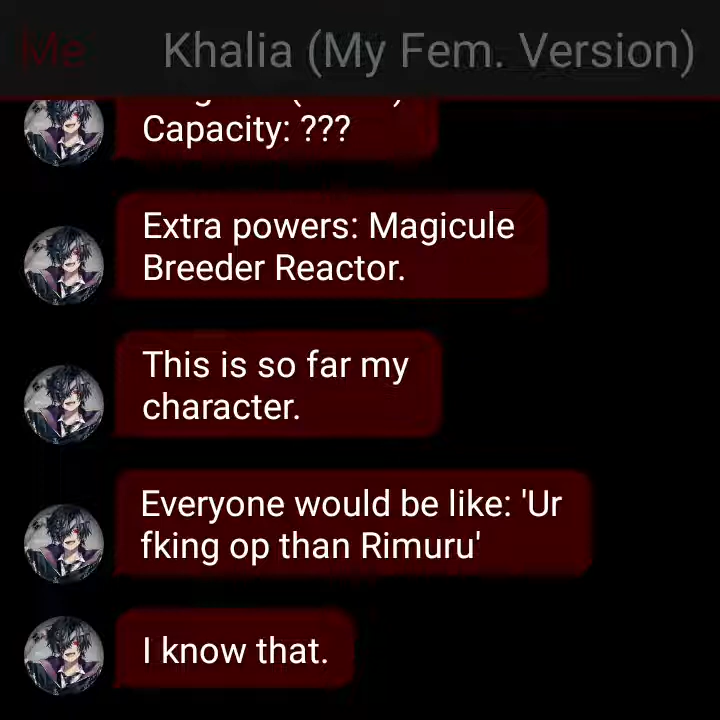 Me Khalia (My Fem. Version)
Capacity: ???
Extra powers: Magicule
Breeder Reactor.
This is so far my
character.
Everyone would be like: 'Ur
fking op than Rimuru'
I know that.